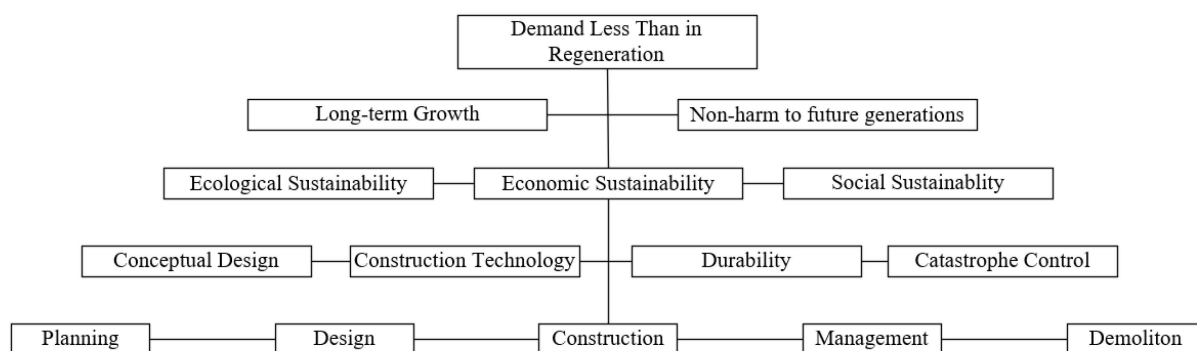 Demand Less Than in
Regeneration
Long-term Growth
Non-harm to future generations
Ecological Sustainability
Economic Sustainability
Social Sustainablity
Conceptual Design
Construction Technology
Durability
Catastrophe Control
Planning
Design
Construction
Management
Demoliton